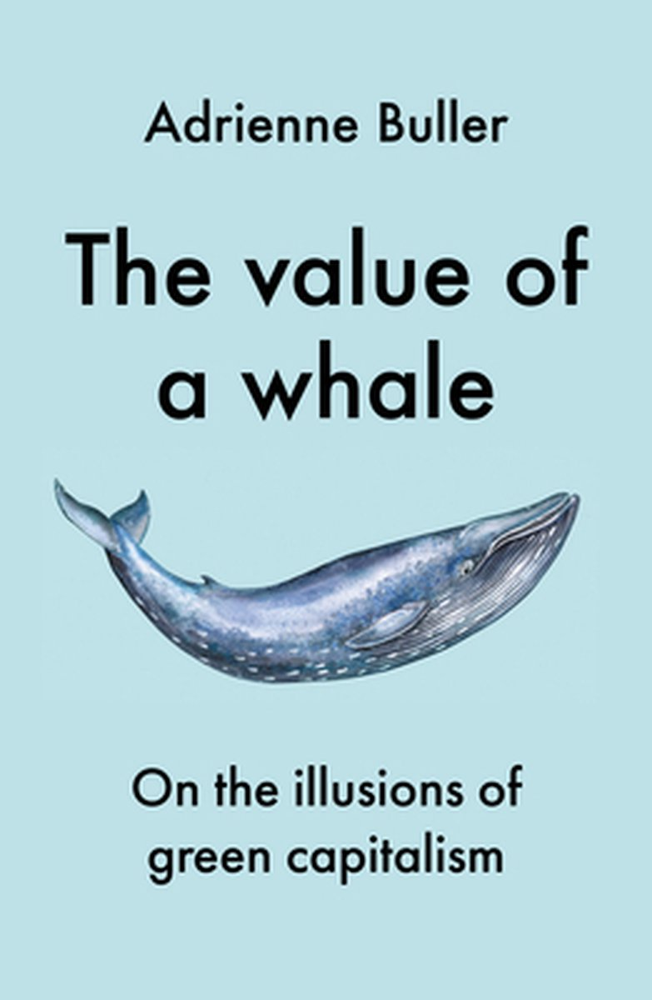 Adrienne Buller
The value of
a whale
On the illusions of
green capitalism